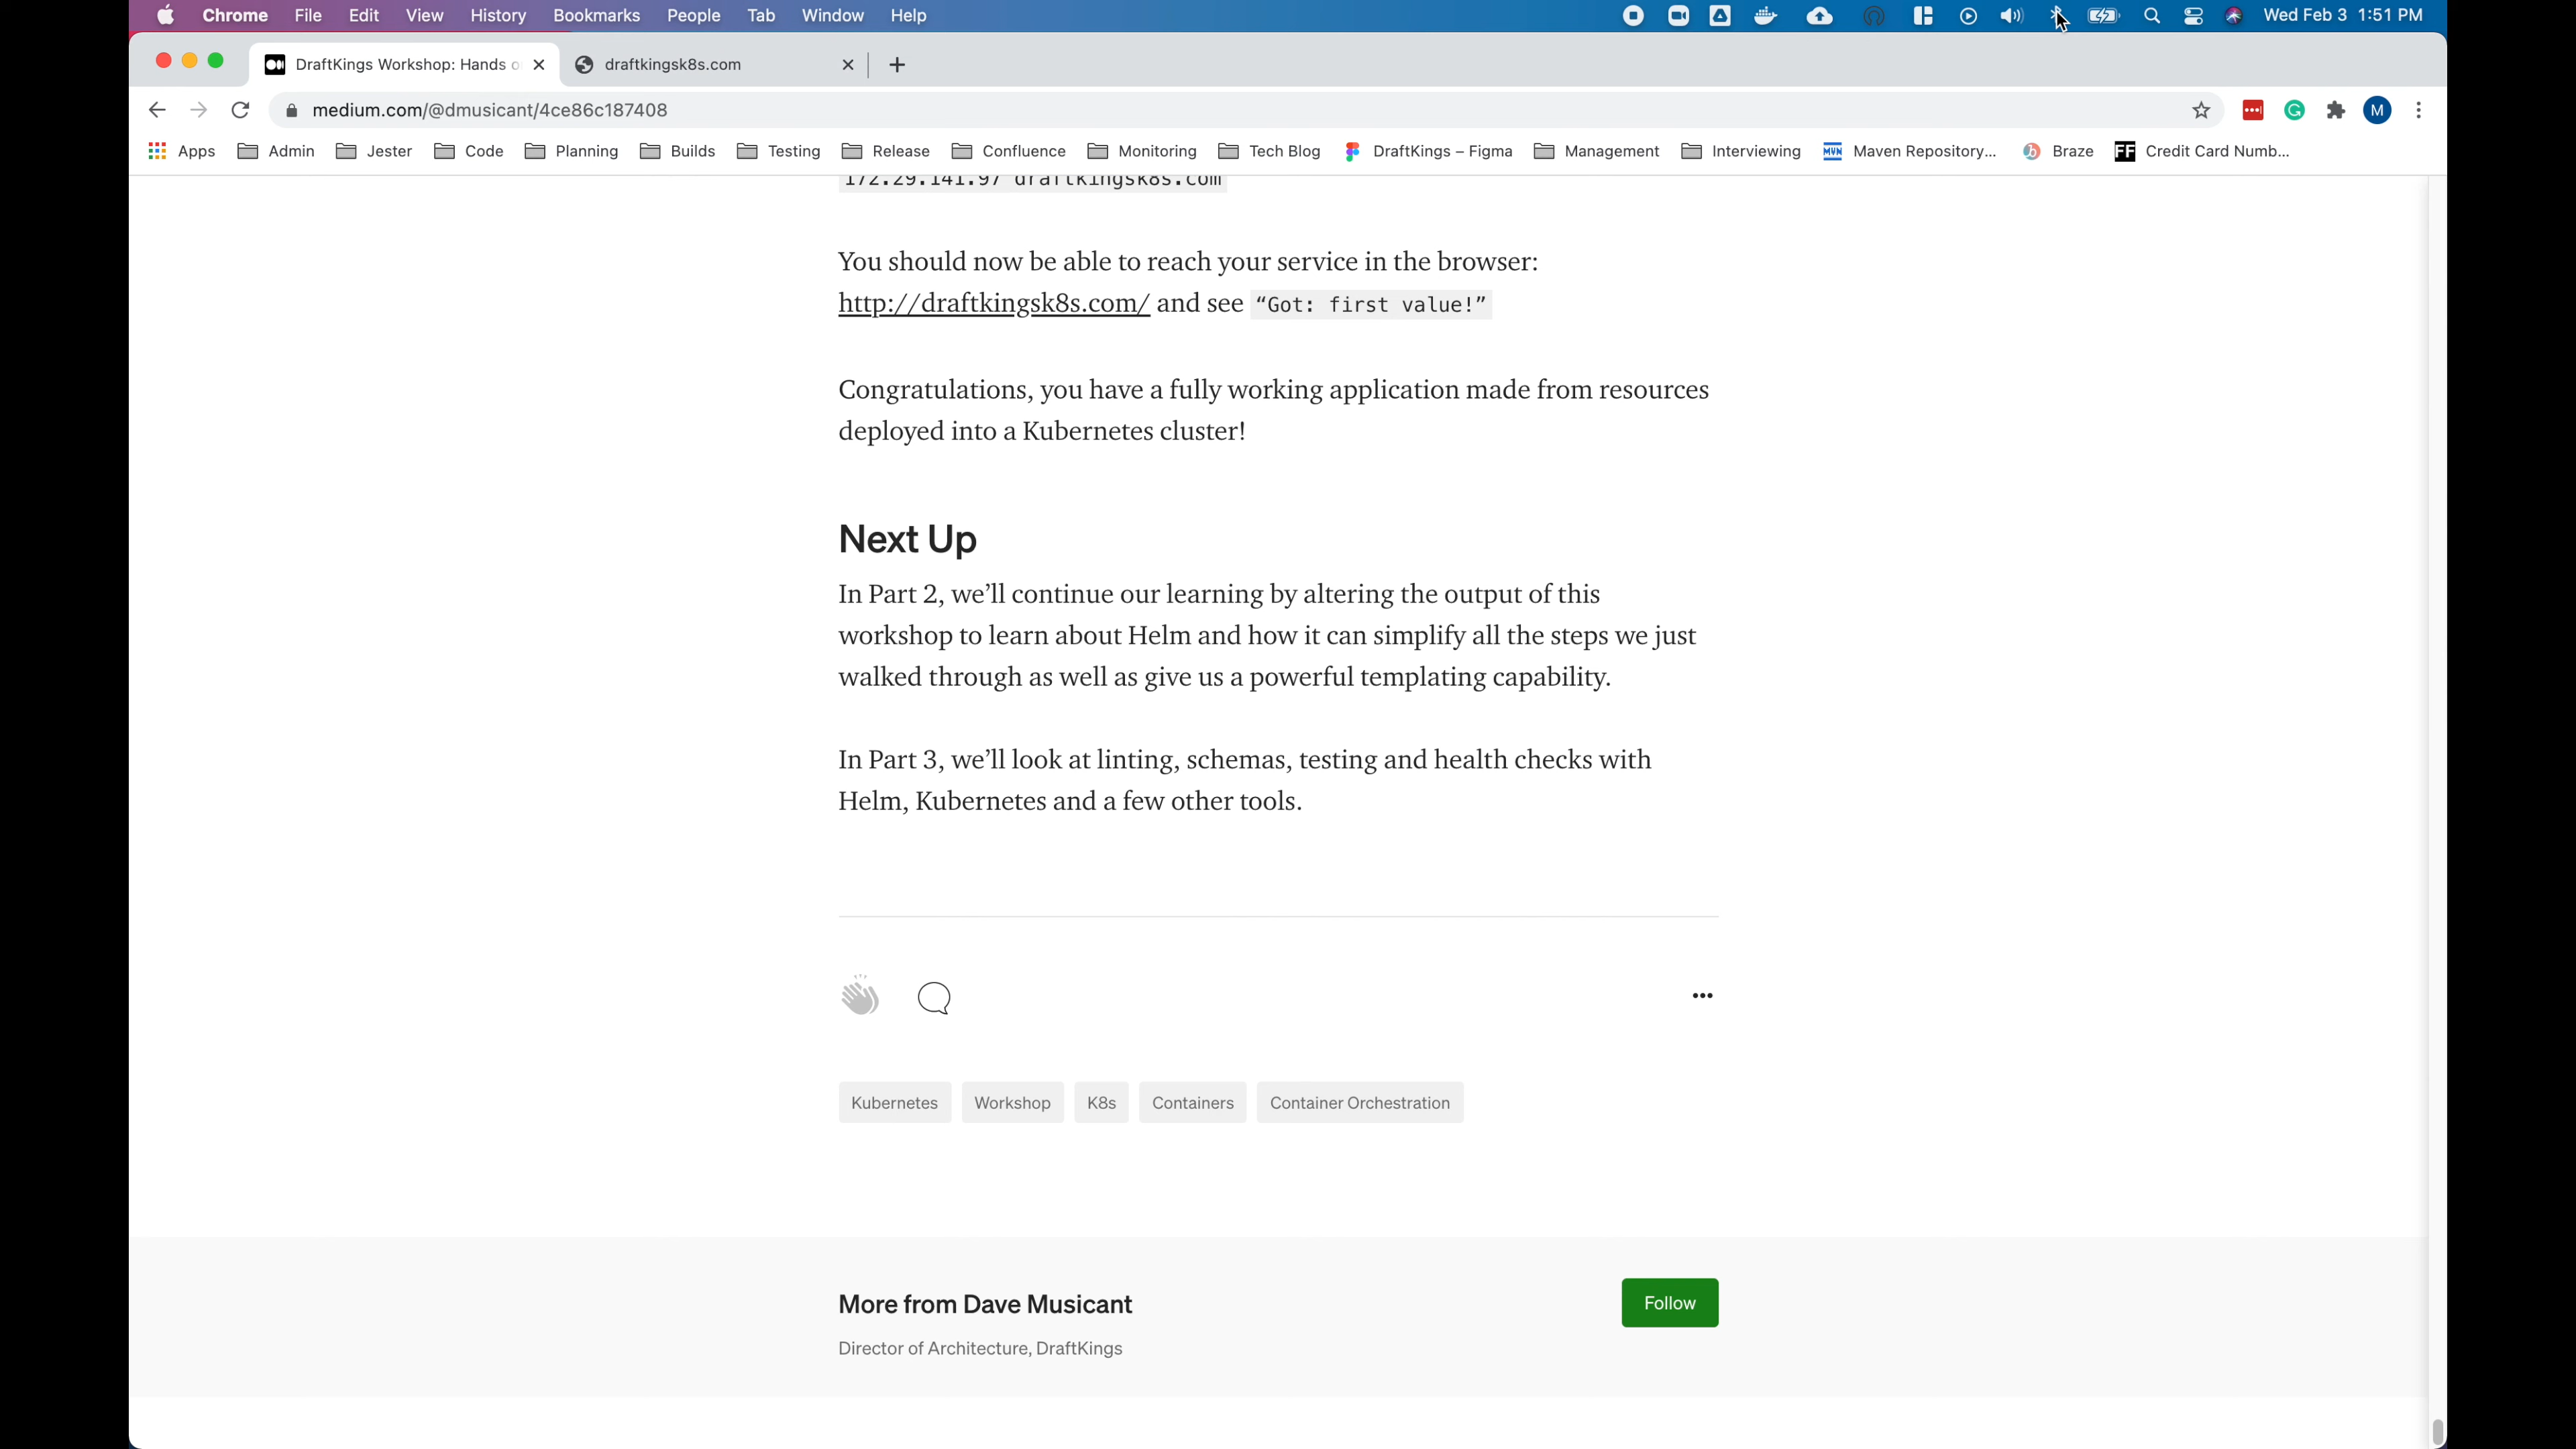 Chrome File Edit View History Bookmarks People Tab Window Help Wed Feb 3 1:51 PM
DraftKings Workshop: Hands o draftkingsk8s.com
medium.com/@dmusicant/4ce86c187408 M
Apps Admin Jester Code Planning Builds Testing Release Confluence Monitoring Tech Blog DraftKings – Figma Management Interviewing MVN Maven Repository... Braze FF Credit Card Numb...
172.29.141.97 draftkingsk8s.com
You should now be able to reach your service in the browser:
http://draftkingsk8s.com/ and see “Got: first value!”
Congratulations, you have a fully working application made from resources
deployed into a Kubernetes cluster!
Next Up
In Part 2, we’ll continue our learning by altering the output of this
workshop to learn about Helm and how it can simplify all the steps we just
walked through as well as give us a powerful templating capability.
In Part 3, we’ll look at linting, schemas, testing and health checks with
Helm, Kubernetes and a few other tools.
Kubernetes Workshop K8s Containers Container Orchestration
More from Dave Musicant Follow
Director of Architecture, DraftKings